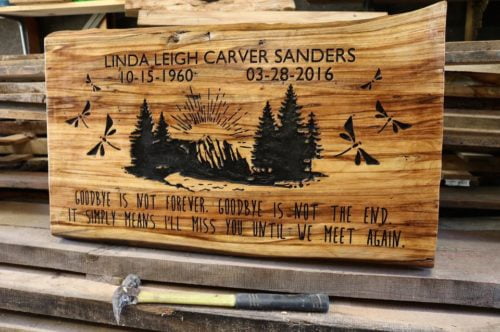 LINDA LEIGH CARVER SANDERS
10-15-1960 03-28-2016
GOODBYE IS NOT FOREVER. GOODBYE IS NOT THE END.
IT SIMPLY MEANS I'LL MISS YOU UNTIL WE MEET AGAIN.